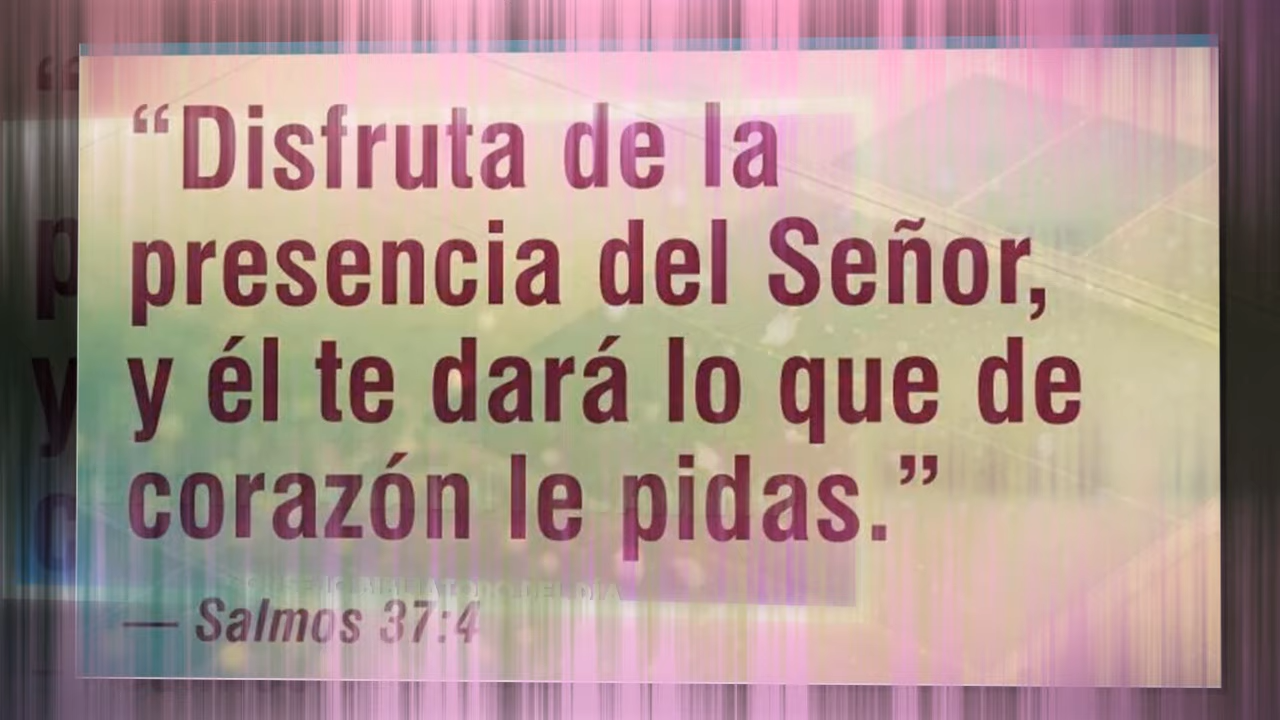 “Disfruta de la
presencia del Señor,
y él te dará lo que de
corazón le pidas.”
— Salmos 37:4